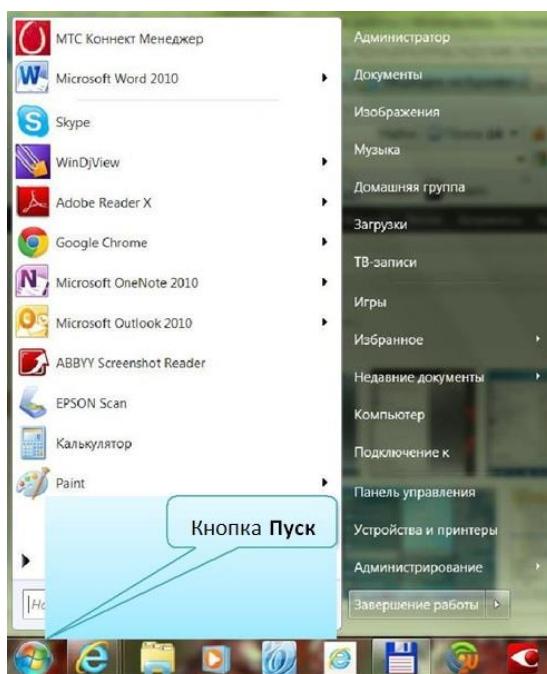 МТС Коннект Менеджер
Microsoft Word 2010
Skype
WinDjView
Adobe Reader X
Google Chrome
Microsoft OneNote 2010
Microsoft Outlook 2010
ABBYY Screenshot Reader
EPSON Scan
Калькулятор
Paint
Кнопка Пуск
Администратор
Документы
Изображения
Музыка
Домашняя группа
Загрузки
ТВ-записи
Игры
Избранное
Недавние документы
Компьютер
Подключение к
Панель управления
Устройства и принтеры
Администрирование
Завершение работы